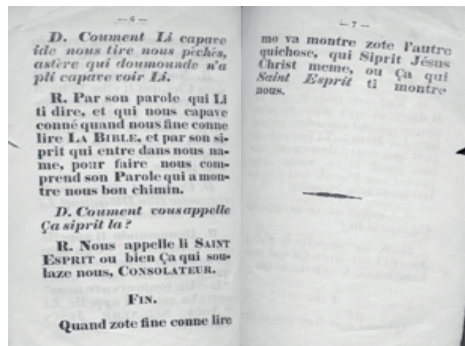 — 6 —
D. Coument Li capave
ide nous tire nous pêchés,
astère qui doumounde n'a
pli capave voir Li.
R. Par son parole qui Li
ti dire, et qui nous capave
conné quand nous fine conne
lire LA BIBLE, et par son si-
prit qui entre dans nous na-
me, pour faire nous com-
prend son Parole qui a mon-
tre nous bon chimin.
D. Coument vous appelle
Ça siprit la?
R. Nous appelle li SAINT
ESPRIT ou bien Ça qui sou-
laze nous, CONSOLATEUR.
FIN.
Quand zote fine conne lire
— 7 —
mo va montre zote l'autre
quichose, qui Siprit Jésus
Christ meme, ou Ça qui
Saint Esprit ti montre
nous.